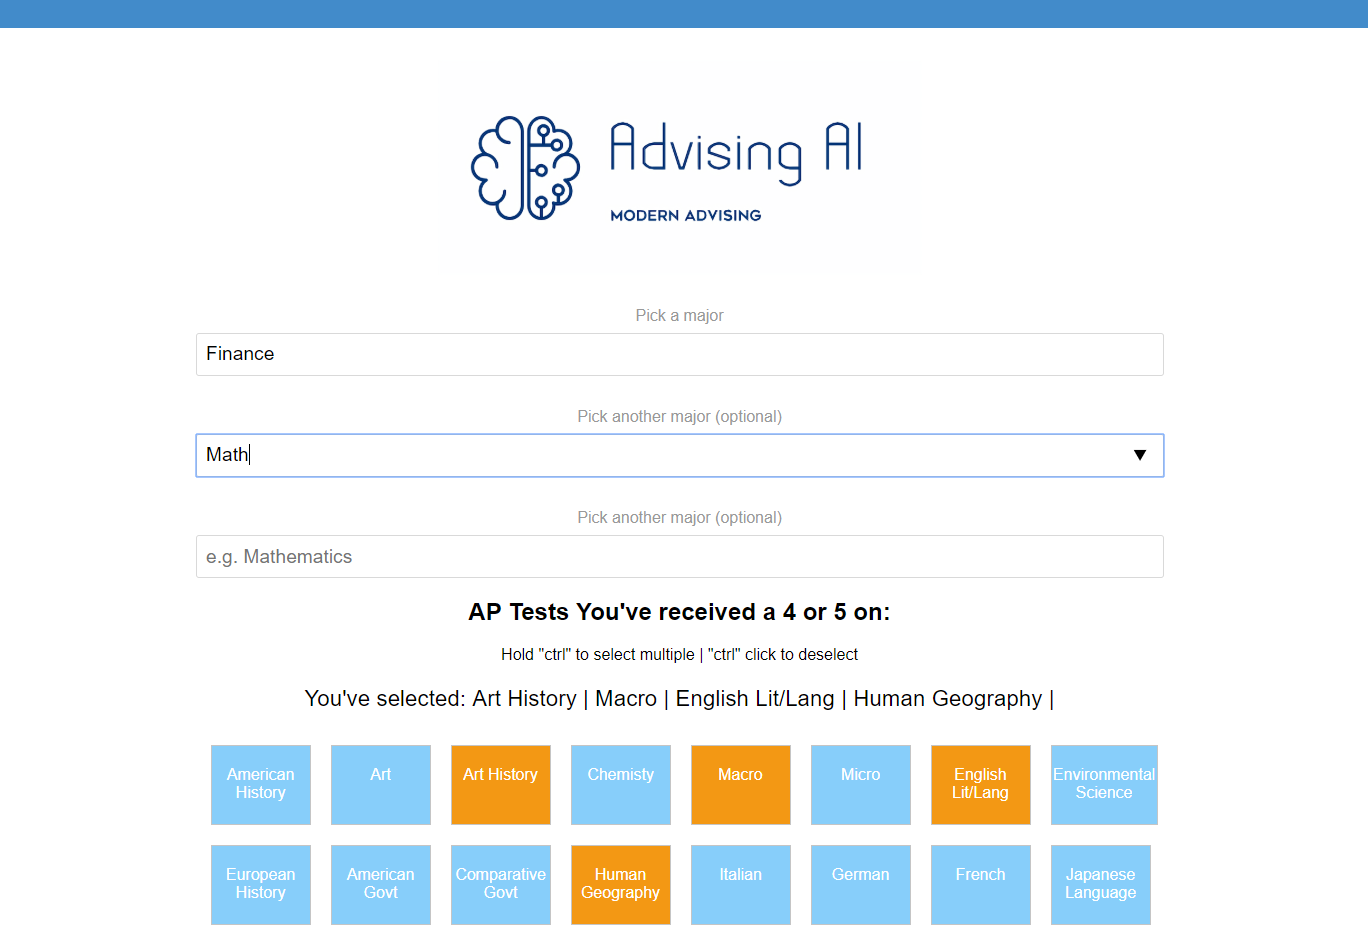 Advising AI
MODERN ADVISING
Pick a major
Finance
Pick another major (optional)
Math
Pick another major (optional)
e.g. Mathematics
AP Tests You've received a 4 or 5 on:
Hold "ctrl" to select multiple | "ctrl" click to deselect
You've selected: Art History | Macro | English Lit/Lang | Human Geography |
American
History
Art
Art History
Chemisty
Macro
Micro
English
Lit/Lang
Environmental
Science
European
History
American
Govt
Comparative
Govt
Human
Geography
Italian
German
French
Japanese
Language